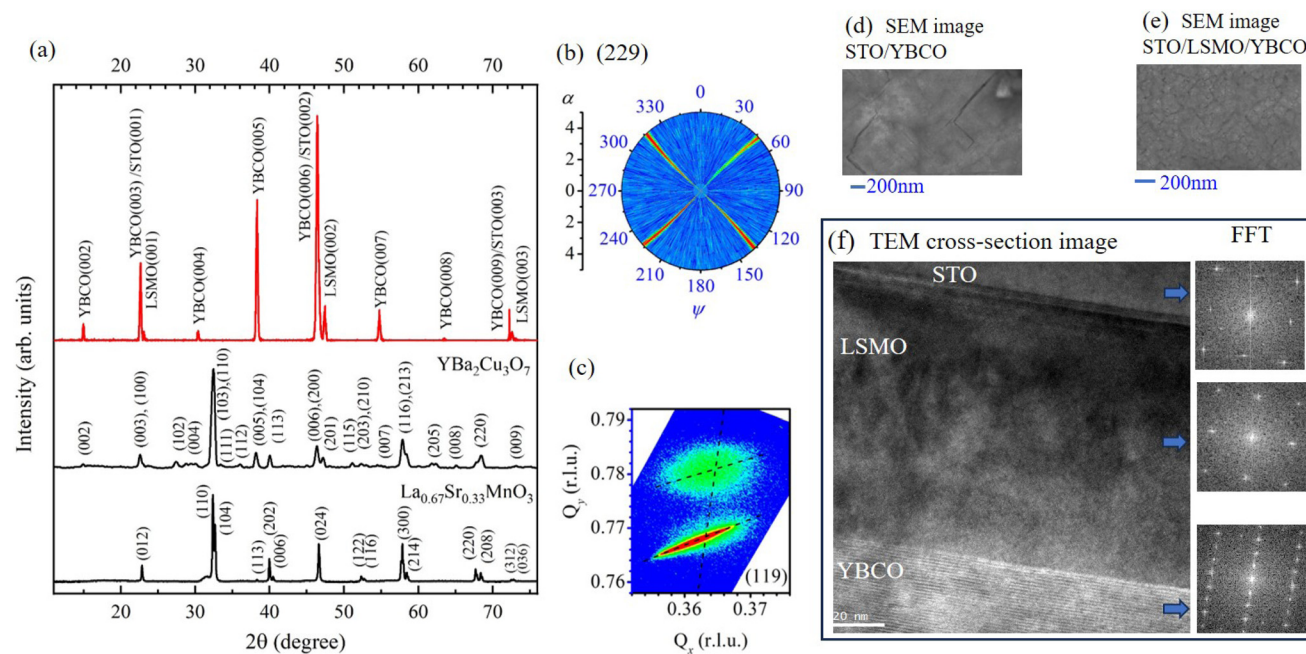 (a)
20 30 40 50 60 70
YBCO(002)
YBCO(003) /STO(001)
LSMO(001)
YBCO(004)
YBCO(005)
YBCO(006) /STO(002)
LSMO(002)
YBCO(007)
YBCO(008)
YBCO(009)/STO(003)
LSMO(003)
YBa2Cu3O7
(002)
(003), (100)
(102)
(004)
(103),(110)
(111)
(112)
(005),(104)
(113)
(006),(200)
(201)
(115)
(203),(210)
(007)
(116),(213)
(205)
(008)
(220)
(009)
La0.67Sr0.33MnO3
(012)
(110)
(104)
(113)
(202)
(006)
(024)
(122)
(116)
(300)
(214)
(220)
(208)
(312)
(036)
Intensity (arb. units)
20 30 40 50 60 70
2θ (degree)
(b) (229)
α
4
2
0
2
4
0
30
60
90
120
150
180
210
240
270
300
330
ψ
(c)
0.79
0.78
0.77
0.76
Qy (r.l.u.)
(119)
0.36 0.37
Qx (r.l.u.)
(d) SEM image
STO/YBCO
200nm
(e) SEM image
STO/LSMO/YBCO
200nm
(f) TEM cross-section image
FFT
STO
LSMO
YBCO
20 nm